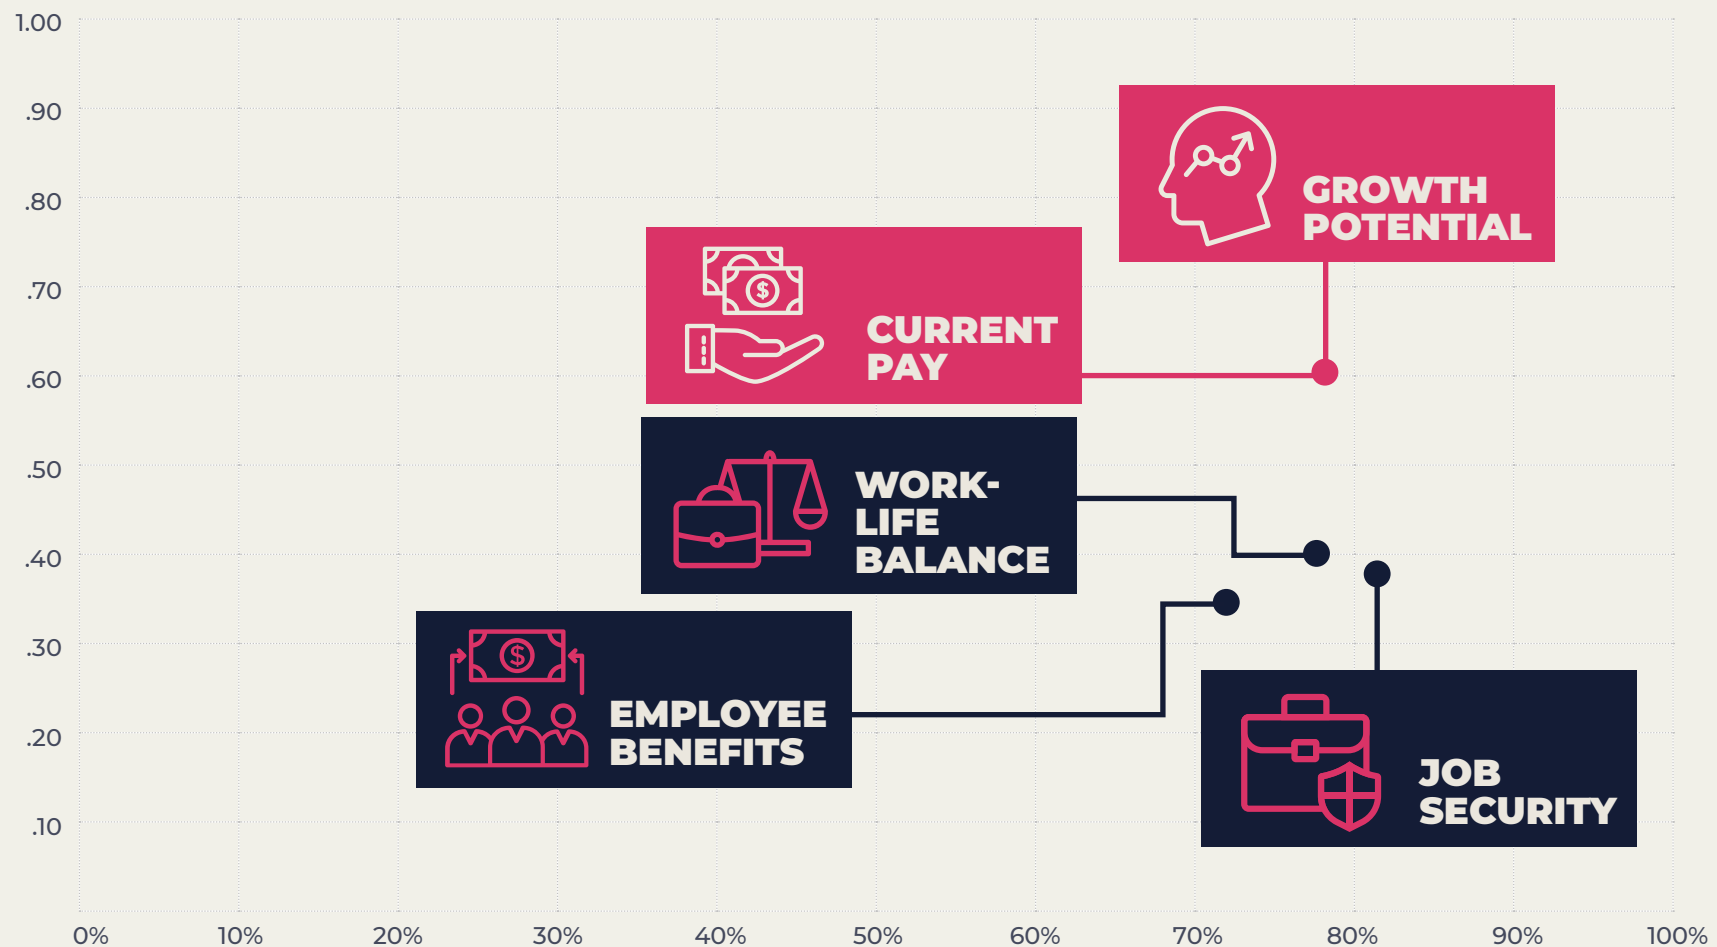 1.00
.90
.80
.70
.60
.50
.40
.30
.20
.10
GROWTH
POTENTIAL
$
CURRENT
PAY
WORK-
LIFE
BALANCE
$
EMPLOYEE
BENEFITS
JOB
SECURITY
0% 10% 20% 30% 40% 50% 60% 70% 80% 90% 100%